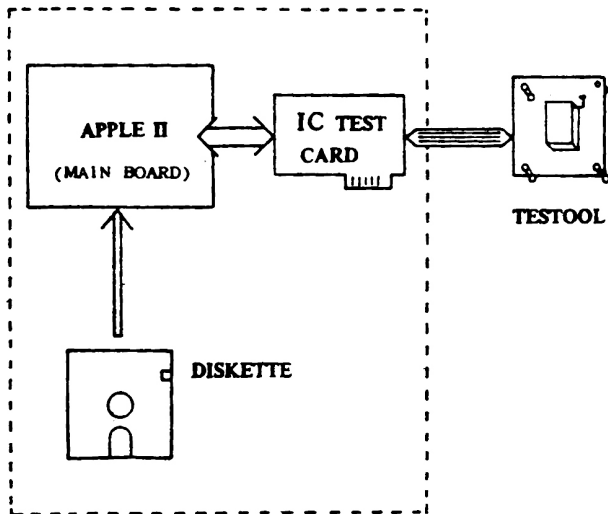 APPLE II
(MAIN BOARD)
IC TEST
CARD
TESTOOL
DISKETTE